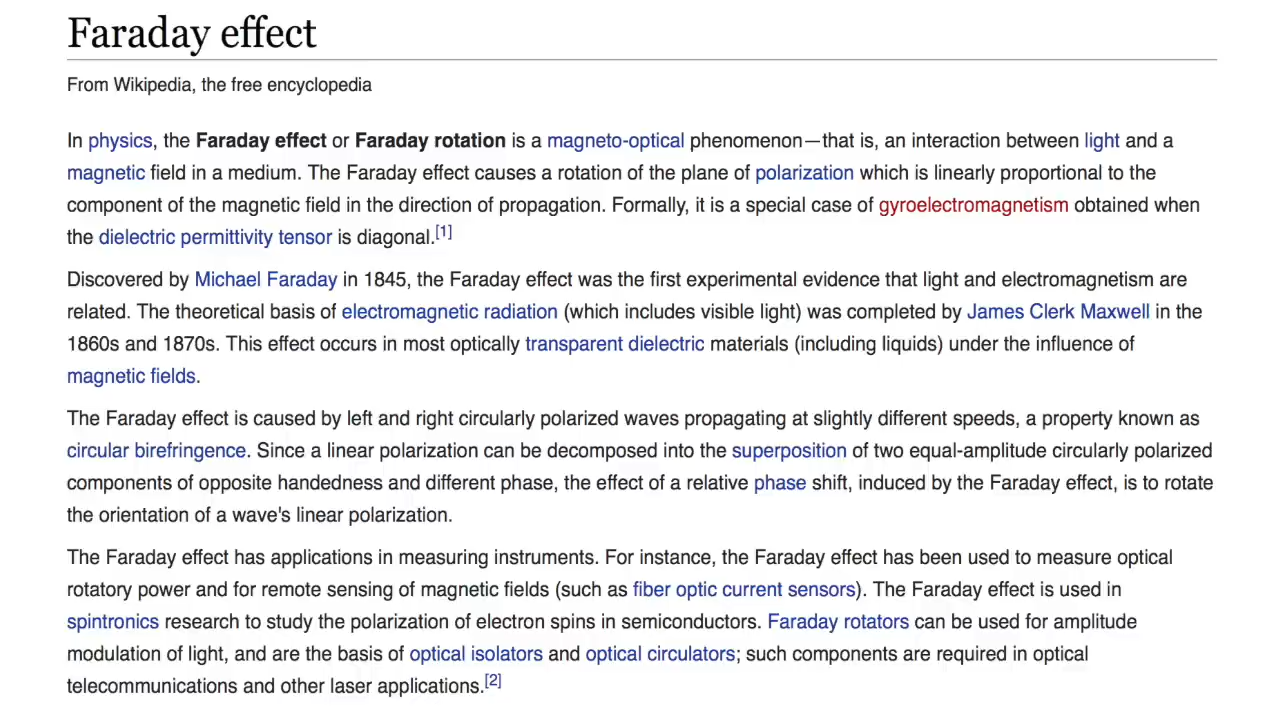 Faraday effect
From Wikipedia, the free encyclopedia
In physics, the Faraday effect or Faraday rotation is a magneto-optical phenomenon—that is, an interaction between light and a
magnetic field in a medium. The Faraday effect causes a rotation of the plane of polarization which is linearly proportional to the
component of the magnetic field in the direction of propagation. Formally, it is a special case of gyroelectromagnetism obtained when
the dielectric permittivity tensor is diagonal.[1]
Discovered by Michael Faraday in 1845, the Faraday effect was the first experimental evidence that light and electromagnetism are
related. The theoretical basis of electromagnetic radiation (which includes visible light) was completed by James Clerk Maxwell in the
1860s and 1870s. This effect occurs in most optically transparent dielectric materials (including liquids) under the influence of
magnetic fields.
The Faraday effect is caused by left and right circularly polarized waves propagating at slightly different speeds, a property known as
circular birefringence. Since a linear polarization can be decomposed into the superposition of two equal-amplitude circularly polarized
components of opposite handedness and different phase, the effect of a relative phase shift, induced by the Faraday effect, is to rotate
the orientation of a wave's linear polarization.
The Faraday effect has applications in measuring instruments. For instance, the Faraday effect has been used to measure optical
rotatory power and for remote sensing of magnetic fields (such as fiber optic current sensors). The Faraday effect is used in
spintronics research to study the polarization of electron spins in semiconductors. Faraday rotators can be used for amplitude
modulation of light, and are the basis of optical isolators and optical circulators; such components are required in optical
telecommunications and other laser applications.[2]